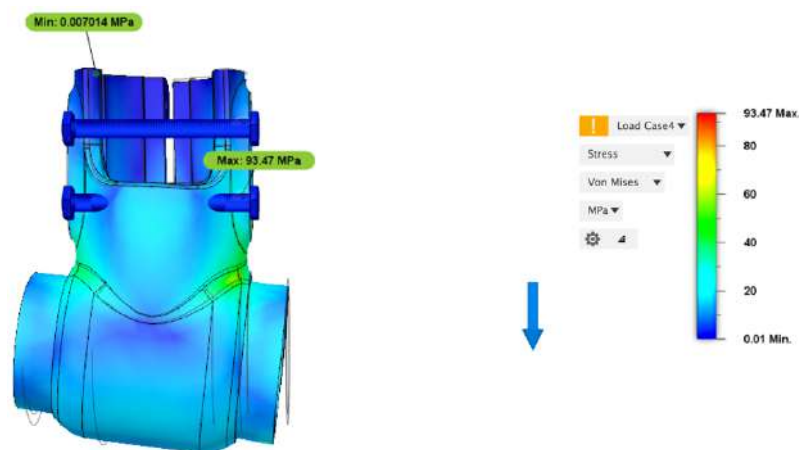 Min: 0.007014 MPa
Max: 93.47 MPa
! Load Case4
Stress
Von Mises
MPa
93.47 Max.
80
60
40
20
0.01 Min.